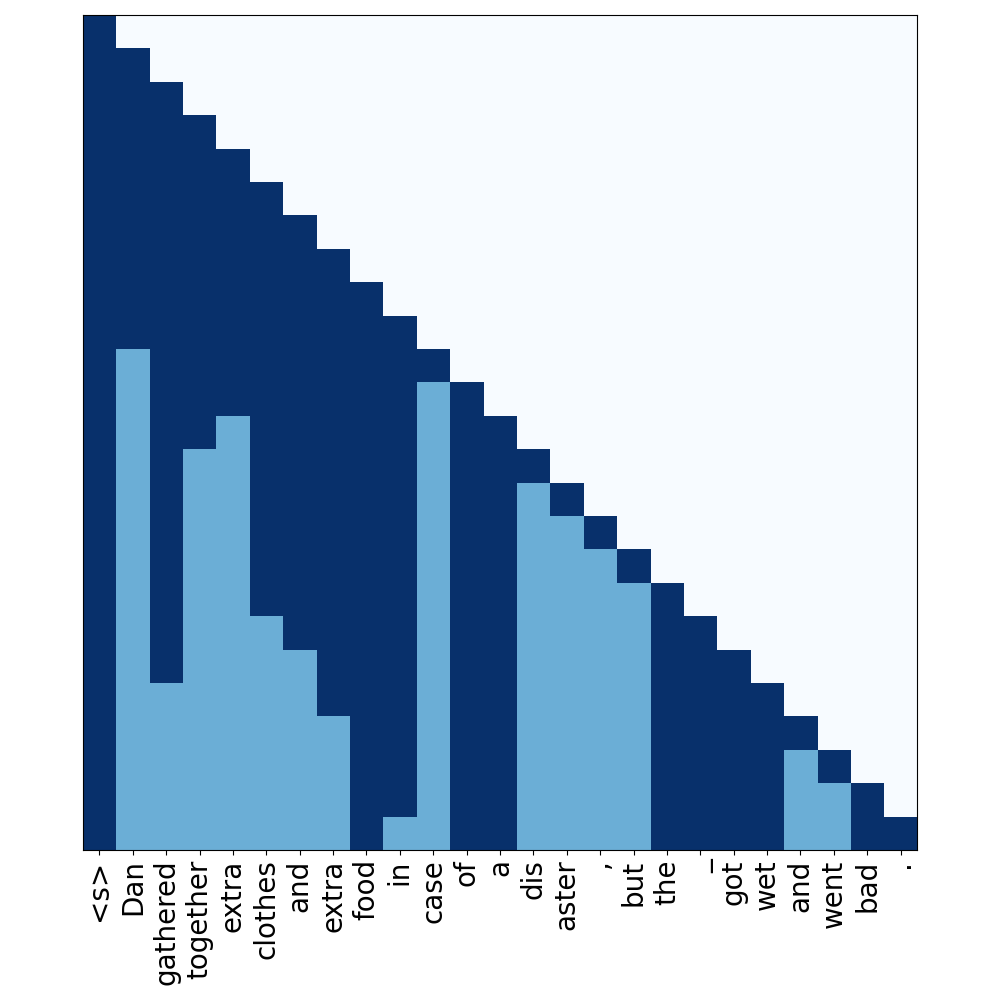 <s> Dan gathered together extra clothes and extra food in case of a dis aster , but the _ got wet and went bad .